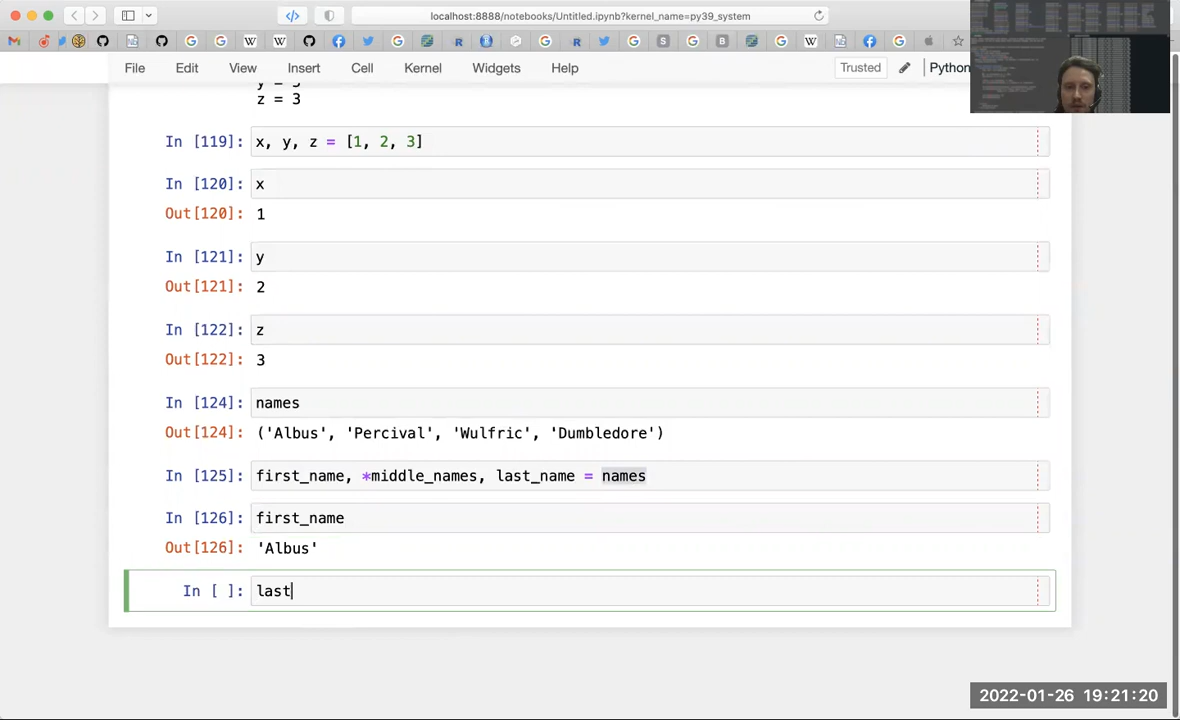 localhost:8888/notebooks/Untitled.ipynb?kernel_name=py39_system
File Edit View Insert Cell Kernel Widgets Help Trusted Python
z = 3
In [119]: x, y, z = [1, 2, 3]
In [120]: x
Out[120]: 1
In [121]: y
Out[121]: 2
In [122]: z
Out[122]: 3
In [124]: names
Out[124]: ('Albus', 'Percival', 'Wulfric', 'Dumbledore')
In [125]: first_name, *middle_names, last_name = names
In [126]: first_name
Out[126]: 'Albus'
In [ ]: last
2022-01-26 19:21:20